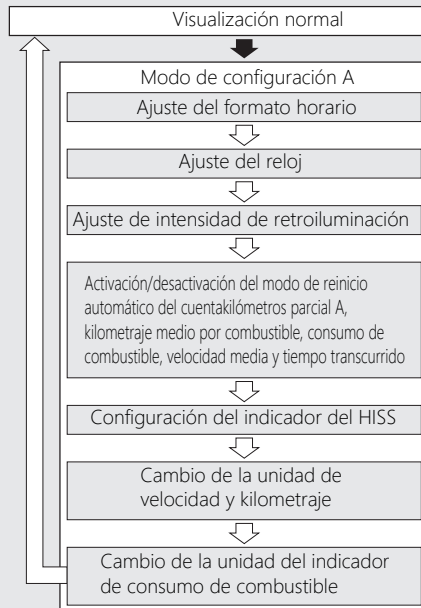 Visualización normal
Modo de configuración A
Ajuste del formato horario
Ajuste del reloj
Ajuste de intensidad de retroiluminación
Activación/desactivación del modo de reinicio
automático del cuentakilómetros parcial A,
kilometraje medio por combustible, consumo de
combustible, velocidad media y tiempo transcurrido
Configuración del indicador del HISS
Cambio de la unidad de
velocidad y kilometraje
Cambio de la unidad del indicador
de consumo de combustible